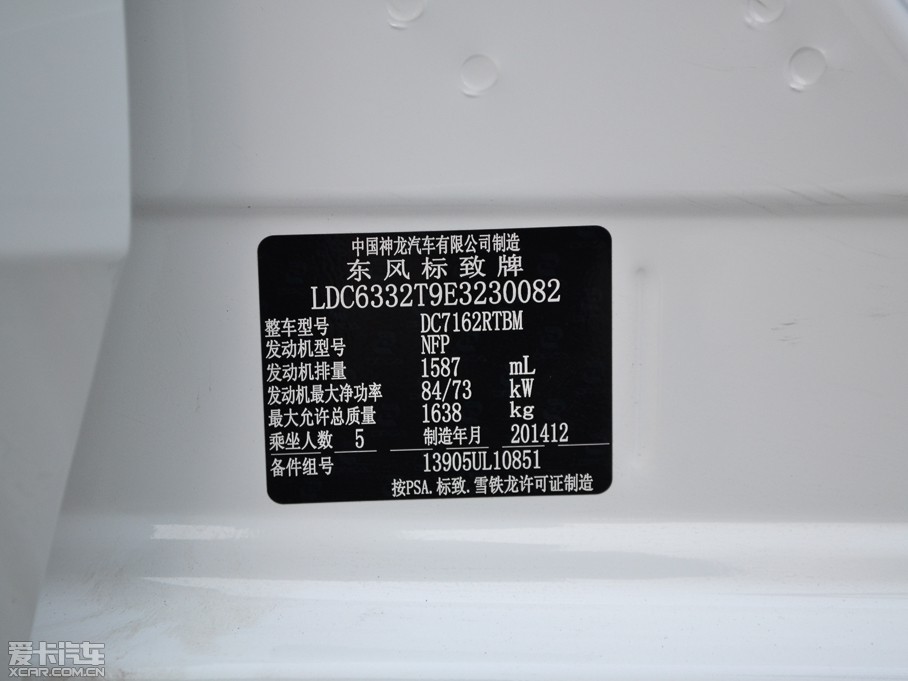 中国神龙汽车有限公司制造
东风标致牌
LDC6332T9E3230082
整车型号 DC7162RTBM
发动机型号 NFP
发动机排量 1587 mL
发动机最大净功率 84/73 kW
最大允许总质量 1638 kg
乘坐人数 5 制造年月 201412
备件组号 13905UL10851
按PSA.标致.雪铁龙许可证制造
爱卡汽车
XCAR.COM.CN